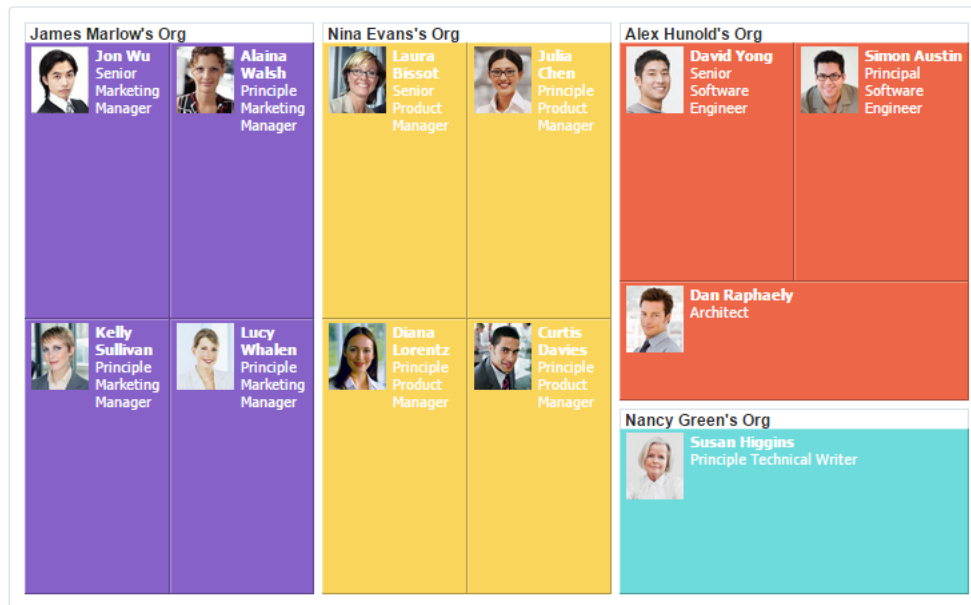 James Marlow's Org
Jon Wu
Senior
Marketing
Manager
Alaina
Walsh
Principle
Marketing
Manager
Kelly
Sullivan
Principle
Marketing
Manager
Lucy
Whalen
Principle
Marketing
Manager
Nina Evans's Org
Laura
Bissot
Senior
Product
Manager
Julia
Chen
Principle
Product
Manager
Diana
Lorentz
Principle
Product
Manager
Curtis
Davies
Principle
Product
Manager
Alex Hunold's Org
David Yong
Senior
Software
Engineer
Simon Austin
Principal
Software
Engineer
Dan Raphaely
Architect
Nancy Green's Org
Susan Higgins
Principle Technical Writer